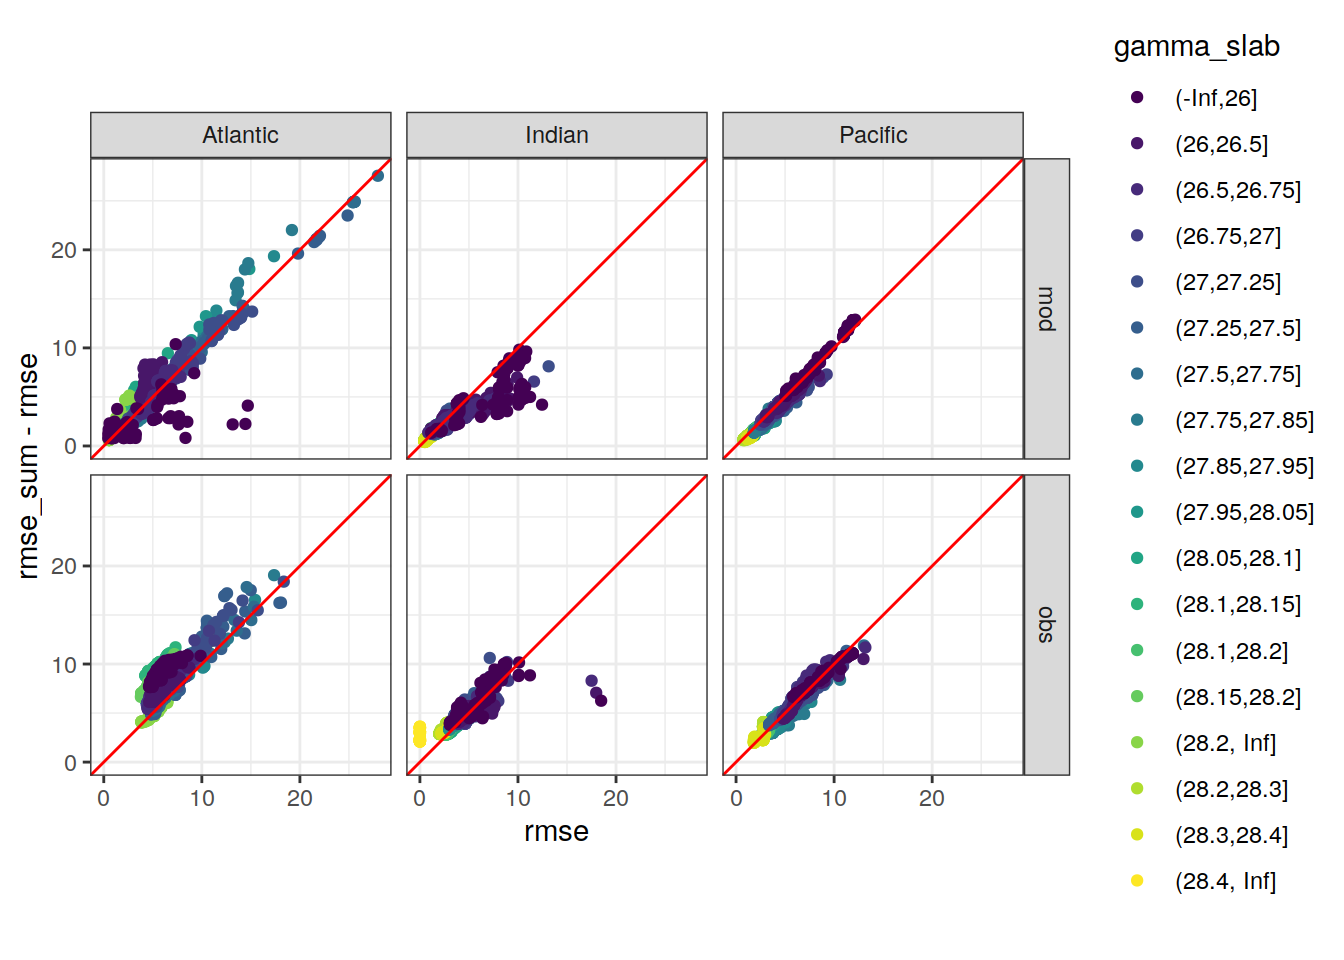 gamma_slab
(-Inf,26]
(26,26.5]
(26.5,26.75]
(26.75,27]
(27,27.25]
(27.25,27.5]
(27.5,27.75]
(27.75,27.85]
(27.85,27.95]
(27.95,28.05]
(28.05,28.1]
(28.1,28.15]
(28.1,28.2]
(28.15,28.2]
(28.2, Inf]
(28.2,28.3]
(28.3,28.4]
(28.4, Inf]
Atlantic
Indian
Pacific
mod
obs
rmse_sum - rmse
20
10
0
20
10
0
0 10 20
0 10 20
0 10 20
rmse